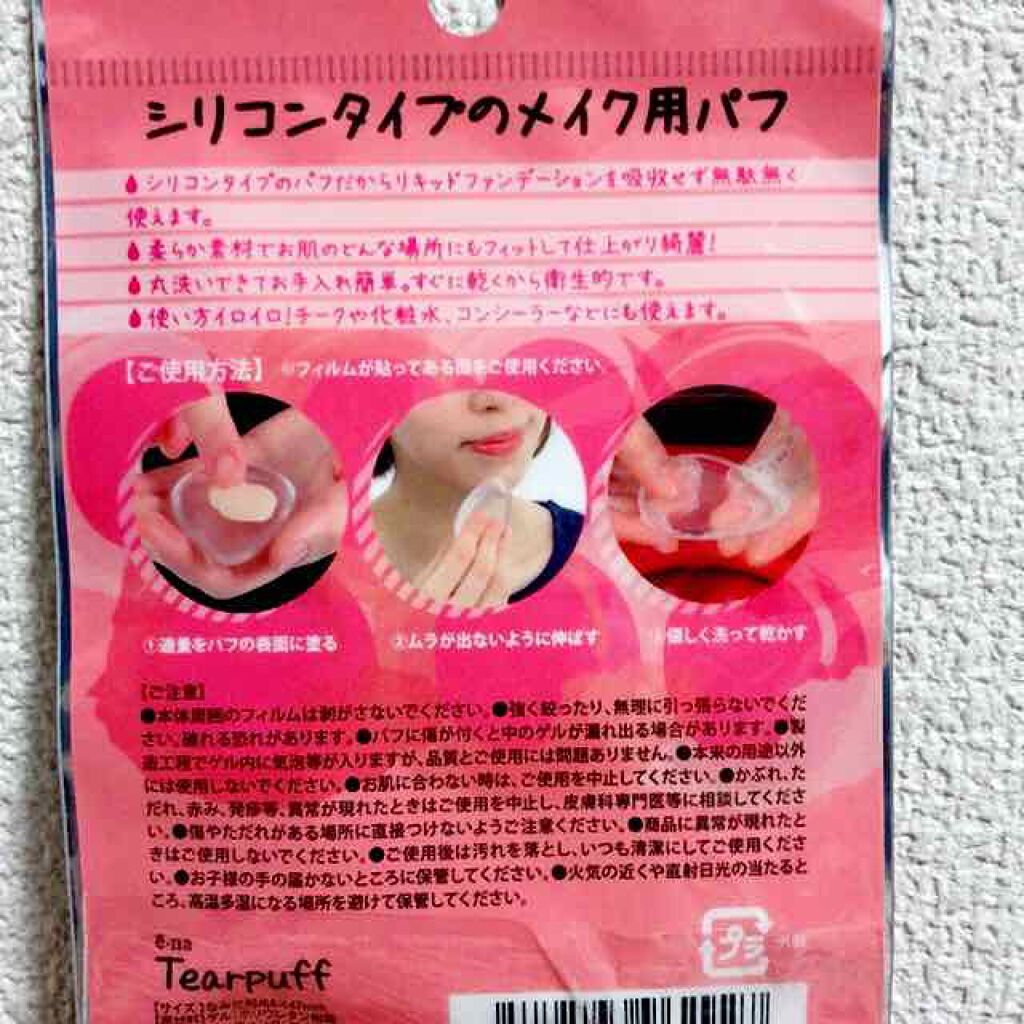 シリコンタイプのメイク用パフ
シリコンタイプのパフだからリキッドファンデーションを吸収せず無駄無く
使えます。
柔らか素材でお肌のどんな場所にもフィットして仕上がり綺麗！
丸洗いできてお手入れ簡単。すぐに乾くから衛生的です。
使い方イロイロ！チークや化粧水、コンシーラーなどにも使えます。
【ご使用方法】 ※フィルムが貼ってある面をご使用ください
①適量をパフの表面に塗る
②ムラが出ないように伸ばす
優しく洗って乾かす
【ご注意】
●本体周囲のフィルムは剥がさないでください。●強く絞ったり、無理に引っ張らないでくだ
さい。破れる恐れがあります。●パフに傷が付くと中のゲルが漏れ出る場合があります。●製
造工程でゲル内に気泡等が入りますが、品質とご使用には問題ありません。●本来の用途以外
には使用しないでください。●お肌に合わない時は、ご使用を中止してください。●かぶれ、た
だれ、赤み、発疹等、異常が現れたときはご使用を中止し、皮膚科専門医等に相談してくださ
い。●傷やただれがある場所に直接つけないようご注意ください。●商品に異常が現れたと
きはご使用しないでください。●ご使用後は汚れを落とし、いつも清潔にしてご使用くださ
い。●お子様の手の届かないところに保管してください。●火気の近くや直射日光の当たると
ころ、高温多湿になる場所を避けて保管してください。
プラ
e-na
Tearpuff